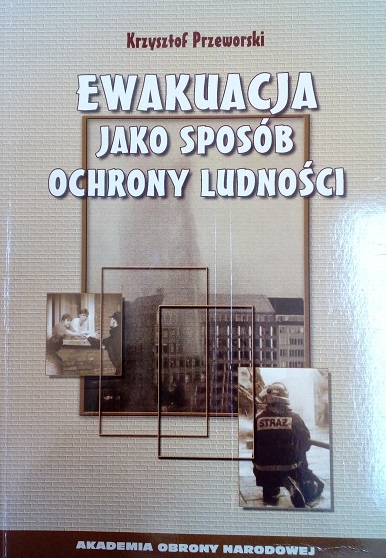 Krzysztof Przeworski
EWAKUACJA
JAKO SPOSÓB
OCHRONY LUDNOŚCI
STRAŻ
AKADEMIA OBRONY NARODOWEJ